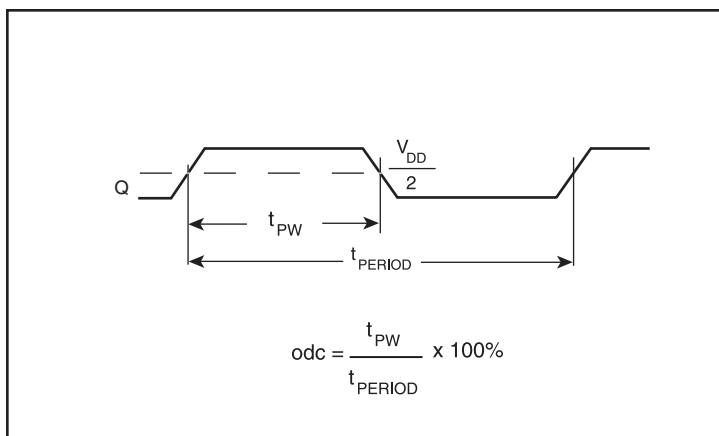 V_DD
Q
2
t_PW
t_PERIOD
odc = t_PW x 100%
t_PERIOD